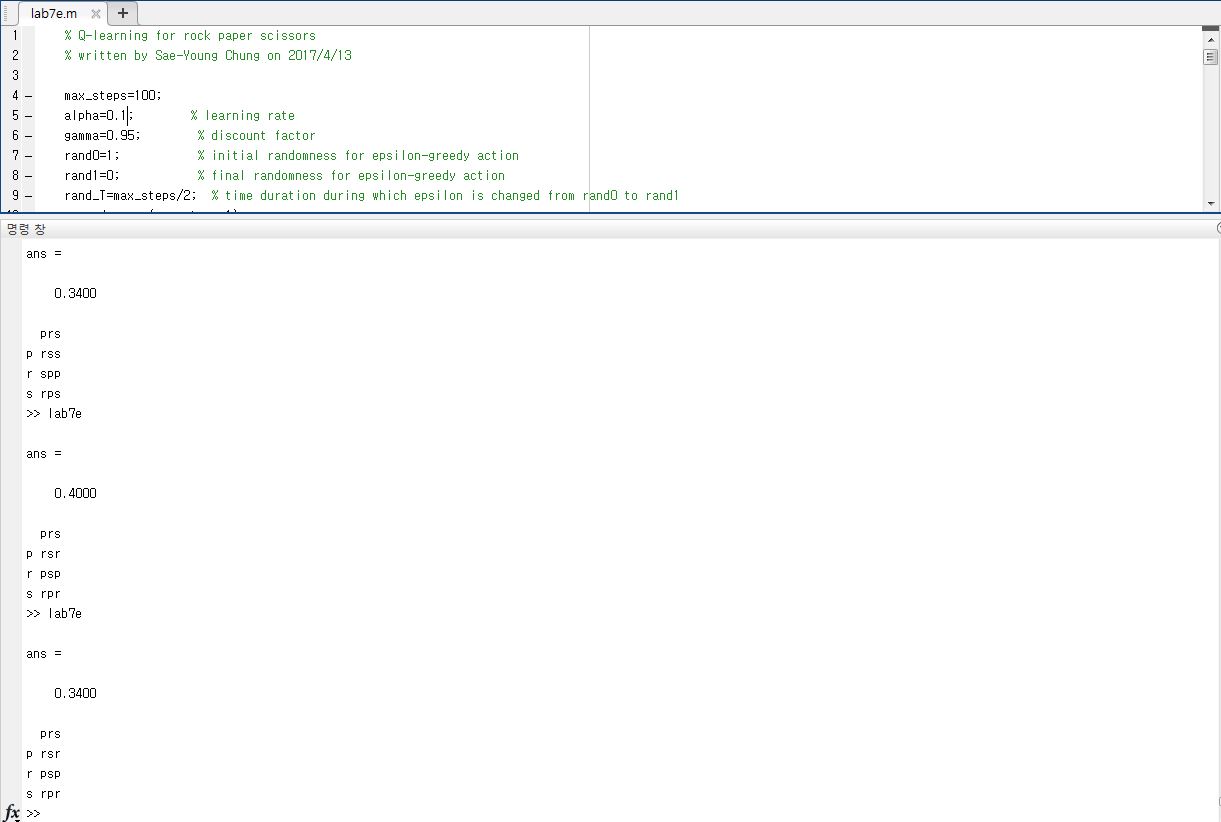 lab7e.m
1 % Q-learning for rock paper scissors
2 % written by Sae-Young Chung on 2017/4/13
3
4 – max_steps=100;
5 – alpha=0.1; % learning rate
6 – gamma=0.95; % discount factor
7 – rand0=1; % initial randomness for epsilon-greedy action
8 – rand1=0; % final randomness for epsilon-greedy action
9 – rand_T=max_steps/2; % time duration during which epsilon is changed from rand0 to rand1
명령 창
ans =
0.3400
prs
p rss
r spp
s rps
>> lab7e
ans =
0.4000
prs
p rsr
r psp
s rpr
>> lab7e
ans =
0.3400
prs
p rsr
r psp
s rpr
fx >>